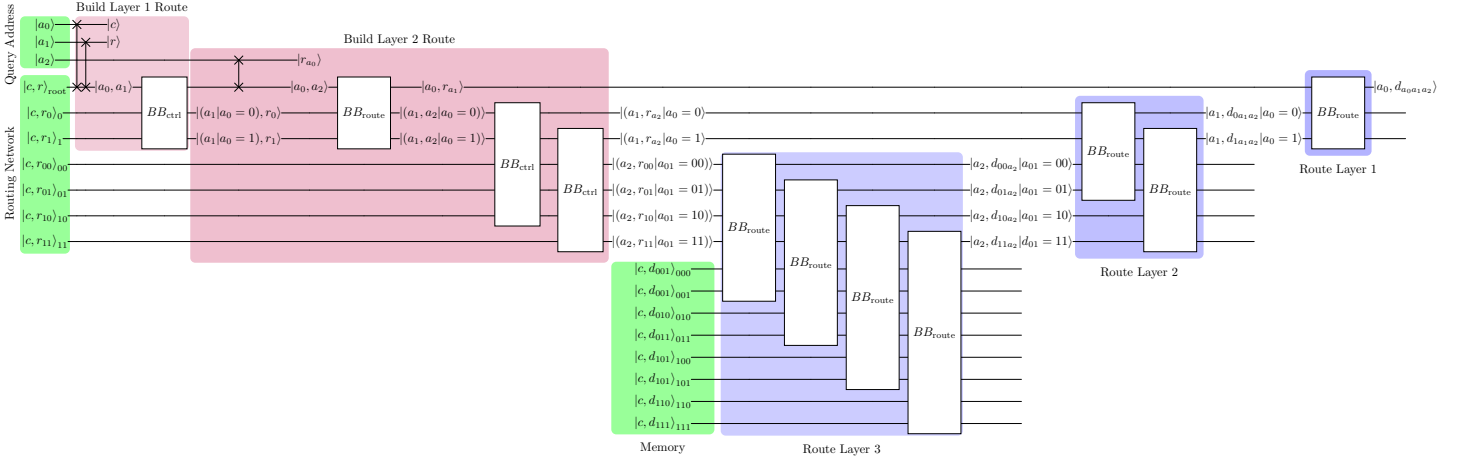 Build Layer 1 Route
Query Address
|a₀⟩ |c⟩
|a₁⟩ |r⟩
Build Layer 2 Route
|a₂⟩ |r_{a₀}⟩
Routing Network
|c, r⟩_root |a₀, a₁⟩ |a₀, a₂⟩ |a₀, r_{a₁}⟩ |a₀, d_{a₀a₁a₂}⟩
BB_ctrl BB_route BB_route
|c, r₀⟩₀ |(a₁|a₀=0), r₀⟩ |(a₁, a₂|a₀=0)⟩ |(a₁, r_{a₂}|a₀=0⟩ |a₁, d_{0a₁a₂}|a₀=0⟩
|c, r₁⟩₁ |(a₁|a₀=1), r₁⟩ |(a₁, a₂|a₀=1)⟩ |(a₁, r_{a₂}|a₀=1⟩ |a₁, d_{1a₁a₂}|a₀=1⟩
BB_ctrl BB_route
|c, r₀₀⟩₀₀ |(a₂, r₀₀|a₀₁=00)⟩ |a₂, d_{00a₂}|a₀₁=00⟩
Route Layer 1
|c, r₀₁⟩₀₁ BB_ctrl |(a₂, r₀₁|a₀₁=01)⟩ |a₂, d_{01a₂}|a₀₁=01⟩ BB_route
|c, r₁₀⟩₁₀ |(a₂, r₁₀|a₀₁=10)⟩ |a₂, d_{10a₂}|a₀₁=10⟩
BB_route
|c, r₁₁⟩₁₁ |(a₂, r₁₁|a₀₁=11)⟩ |a₂, d_{11a₂}|d₀₁=11⟩
Route Layer 2
BB_route
|c, d₀₀₁⟩₀₀₀
|c, d₀₀₁⟩₀₀₁
BB_route
|c, d₀₁₀⟩₀₁₀
|c, d₀₁₁⟩₀₁₁ BB_route
|c, d₁₀₁⟩₁₀₀
|c, d₁₀₁⟩₁₀₁
|c, d₁₁₀⟩₁₁₀
|c, d₁₁₁⟩₁₁₁
Memory
Route Layer 3